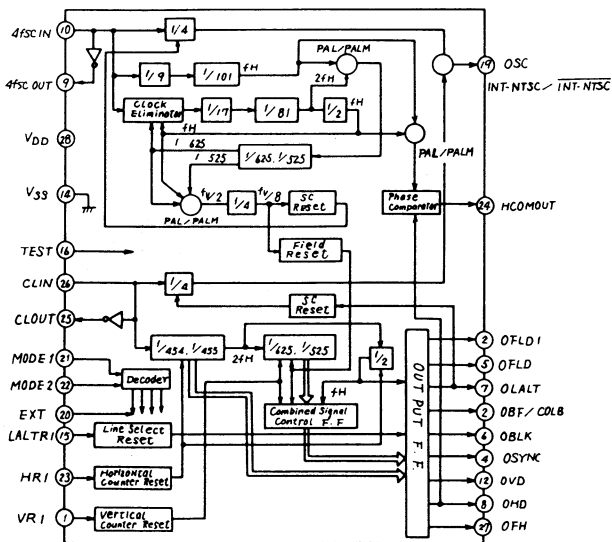 4fSC IN 10
1/4
19 OSC
INT-NTSC / INT-NTSC
4fSC OUT 9
1/9
1/101
fH
PAL/PALM
2fH
Clock Eliminator
1/17
1/81
1/2
fH
fH
PAL/PALM
VDD 28
1 625
1 525
1/625. 1/525
VSS 14
fV/2
1/4
fV/8
SC Reset
PAL/PALM
Phase Comparator
24 HCOMOUT
TEST 16
Field Reset
CLIN 26
1/4
SC Reset
CLOUT 25
MODE1 21
1/454. 1/455
2fH
1/625. 1/525
1/2
fH
MODE2 22
Decoder
EXT 20
Combined Signal Control F.F
LALTRI 15
Line Select Reset
HRI 23
Horizontal Counter Reset
VRI 1
Vertical Counter Reset
OUTPUT F.F.
2 OFLD1
5 OFLD
7 OLALT
2 OBF/COLB
6 OBLK
4 OSYNC
12 OVD
8 OHD
27 OFH